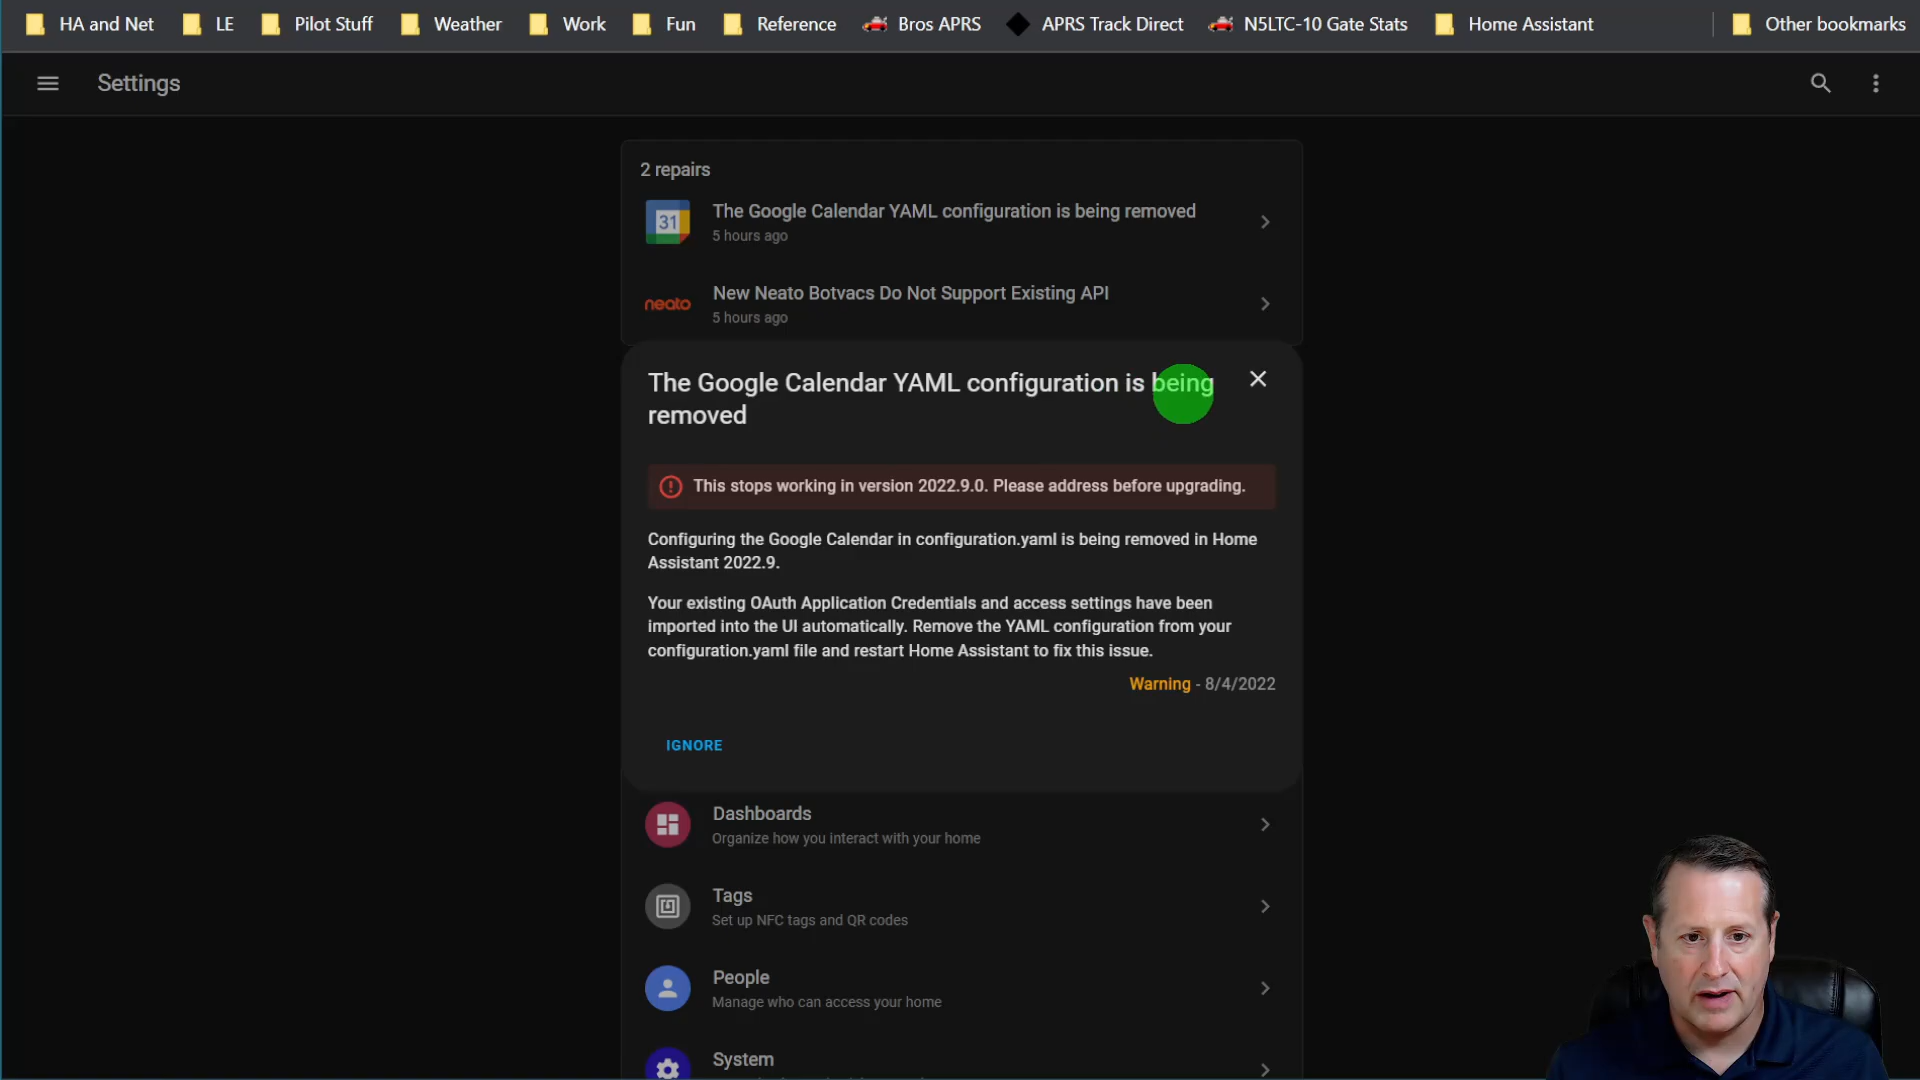 HA and Net LE Pilot Stuff Weather Work Fun Reference Bros APRS APRS Track Direct N5LTC-10 Gate Stats Home Assistant Other bookmarks
Settings
2 repairs
31
The Google Calendar YAML configuration is being removed
5 hours ago
neato
New Neato Botvacs Do Not Support Existing API
5 hours ago
The Google Calendar YAML configuration is being
removed
This stops working in version 2022.9.0. Please address before upgrading.
Configuring the Google Calendar in configuration.yaml is being removed in Home
Assistant 2022.9.
Your existing OAuth Application Credentials and access settings have been
imported into the UI automatically. Remove the YAML configuration from your
configuration.yaml file and restart Home Assistant to fix this issue.
Warning - 8/4/2022
IGNORE
Dashboards
Organize how you interact with your home
Tags
Set up NFC tags and QR codes
People
Manage who can access your home
System